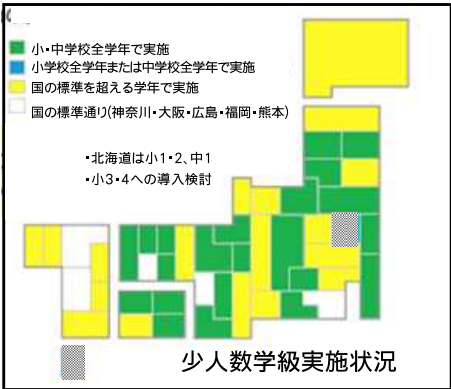 小・中学校全学年で実施
小学校全学年または中学校全学年で実施
国の標準を超える学年で実施
国の標準通り(神奈川・大阪・広島・福岡・熊本)
・北海道は小1・2、中1
・小3・4への導入検討
少人数学級実施状況